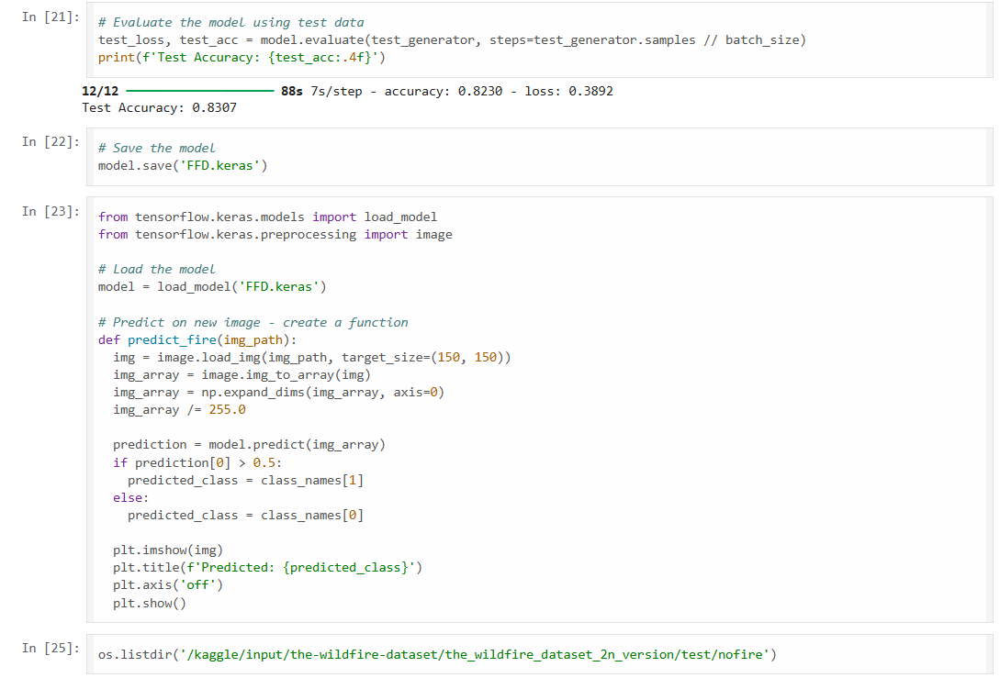 In [21]:
# Evaluate the model using test data
test_loss, test_acc = model.evaluate(test_generator, steps=test_generator.samples // batch_size)
print(f'Test Accuracy: {test_acc:.4f}')
12/12 ━━━━━━━━━━━━━━━━━━━━ 88s 7s/step - accuracy: 0.8230 - loss: 0.3892
Test Accuracy: 0.8307
In [22]:
# Save the model
model.save('FFD.keras')
In [23]:
from tensorflow.keras.models import load_model
from tensorflow.keras.preprocessing import image
# Load the model
model = load_model('FFD.keras')
# Predict on new image - create a function
def predict_fire(img_path):
  img = image.load_img(img_path, target_size=(150, 150))
  img_array = image.img_to_array(img)
  img_array = np.expand_dims(img_array, axis=0)
  img_array /= 255.0
  prediction = model.predict(img_array)
  if prediction[0] > 0.5:
    predicted_class = class_names[1]
  else:
    predicted_class = class_names[0]
  plt.imshow(img)
  plt.title(f'Predicted: {predicted_class}')
  plt.axis('off')
  plt.show()
In [25]:
os.listdir('/kaggle/input/the-wildfire-dataset/the_wildfire_dataset_2n_version/test/nofire')